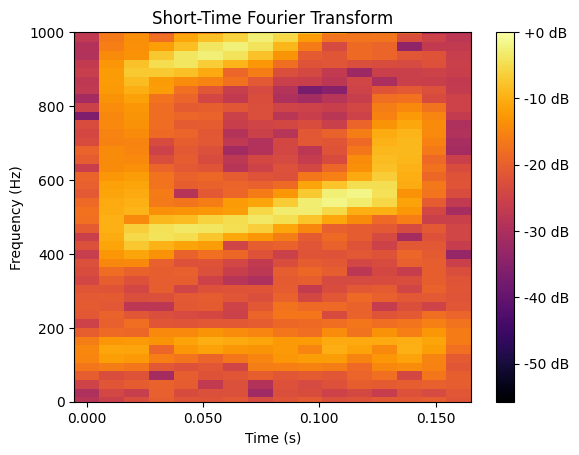 Short-Time Fourier Transform
1000
800
600
400
200
0
Frequency (Hz)
0.000
0.050
0.100
0.150
Time (s)
+0 dB
-10 dB
-20 dB
-30 dB
-40 dB
-50 dB